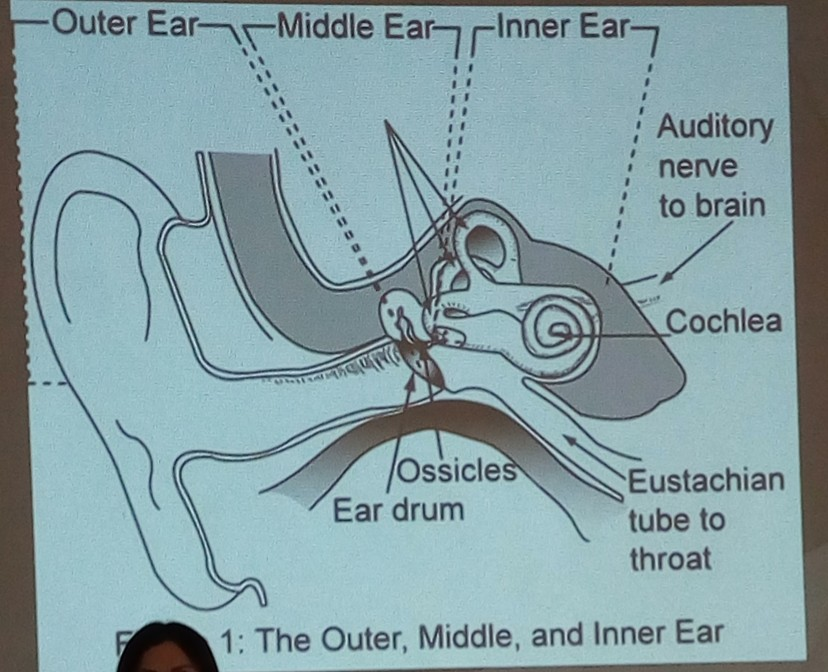 Outer Ear
Middle Ear
Inner Ear
Auditory
nerve
to brain
Cochlea
Ossicles
Ear drum
Eustachian
tube to
throat
1: The Outer, Middle, and Inner Ear